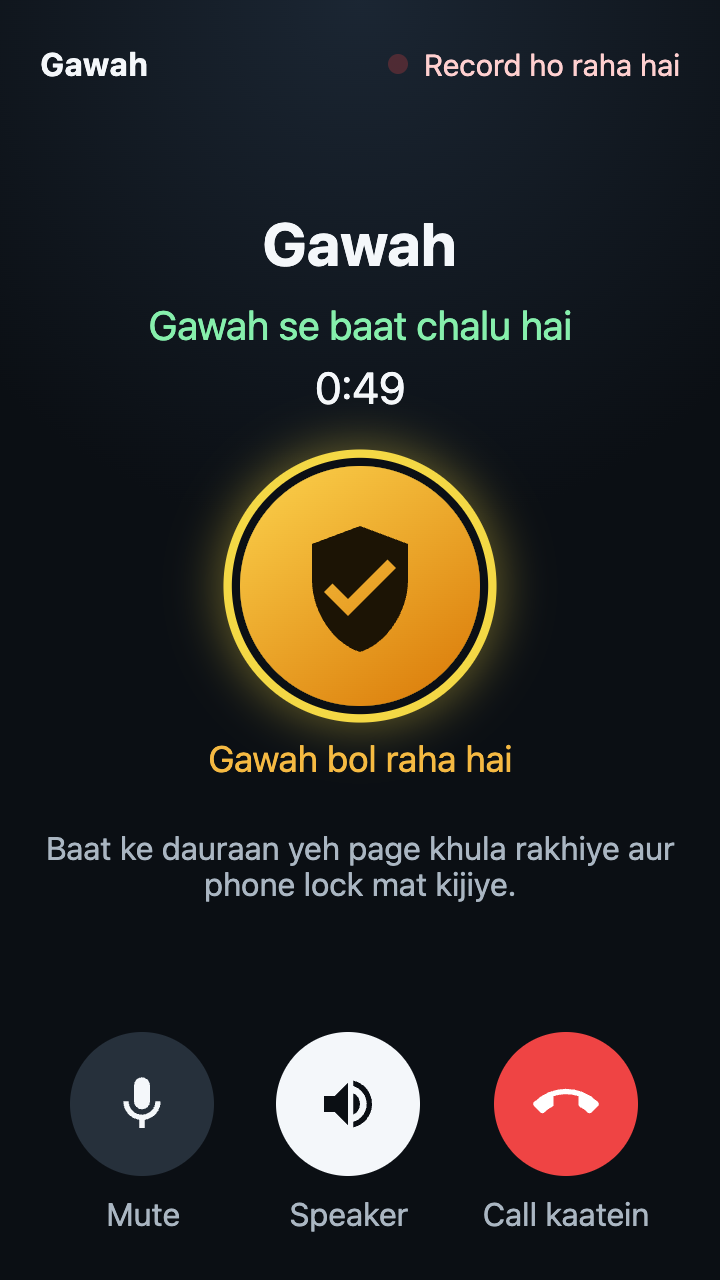 Gawah
Record ho raha hai
Gawah
Gawah se baat chalu hai
0:49
Gawah bol raha hai
Baat ke dauraan yeh page khula rakhiye aur
phone lock mat kijiye.
Mute
Speaker
Call kaatein